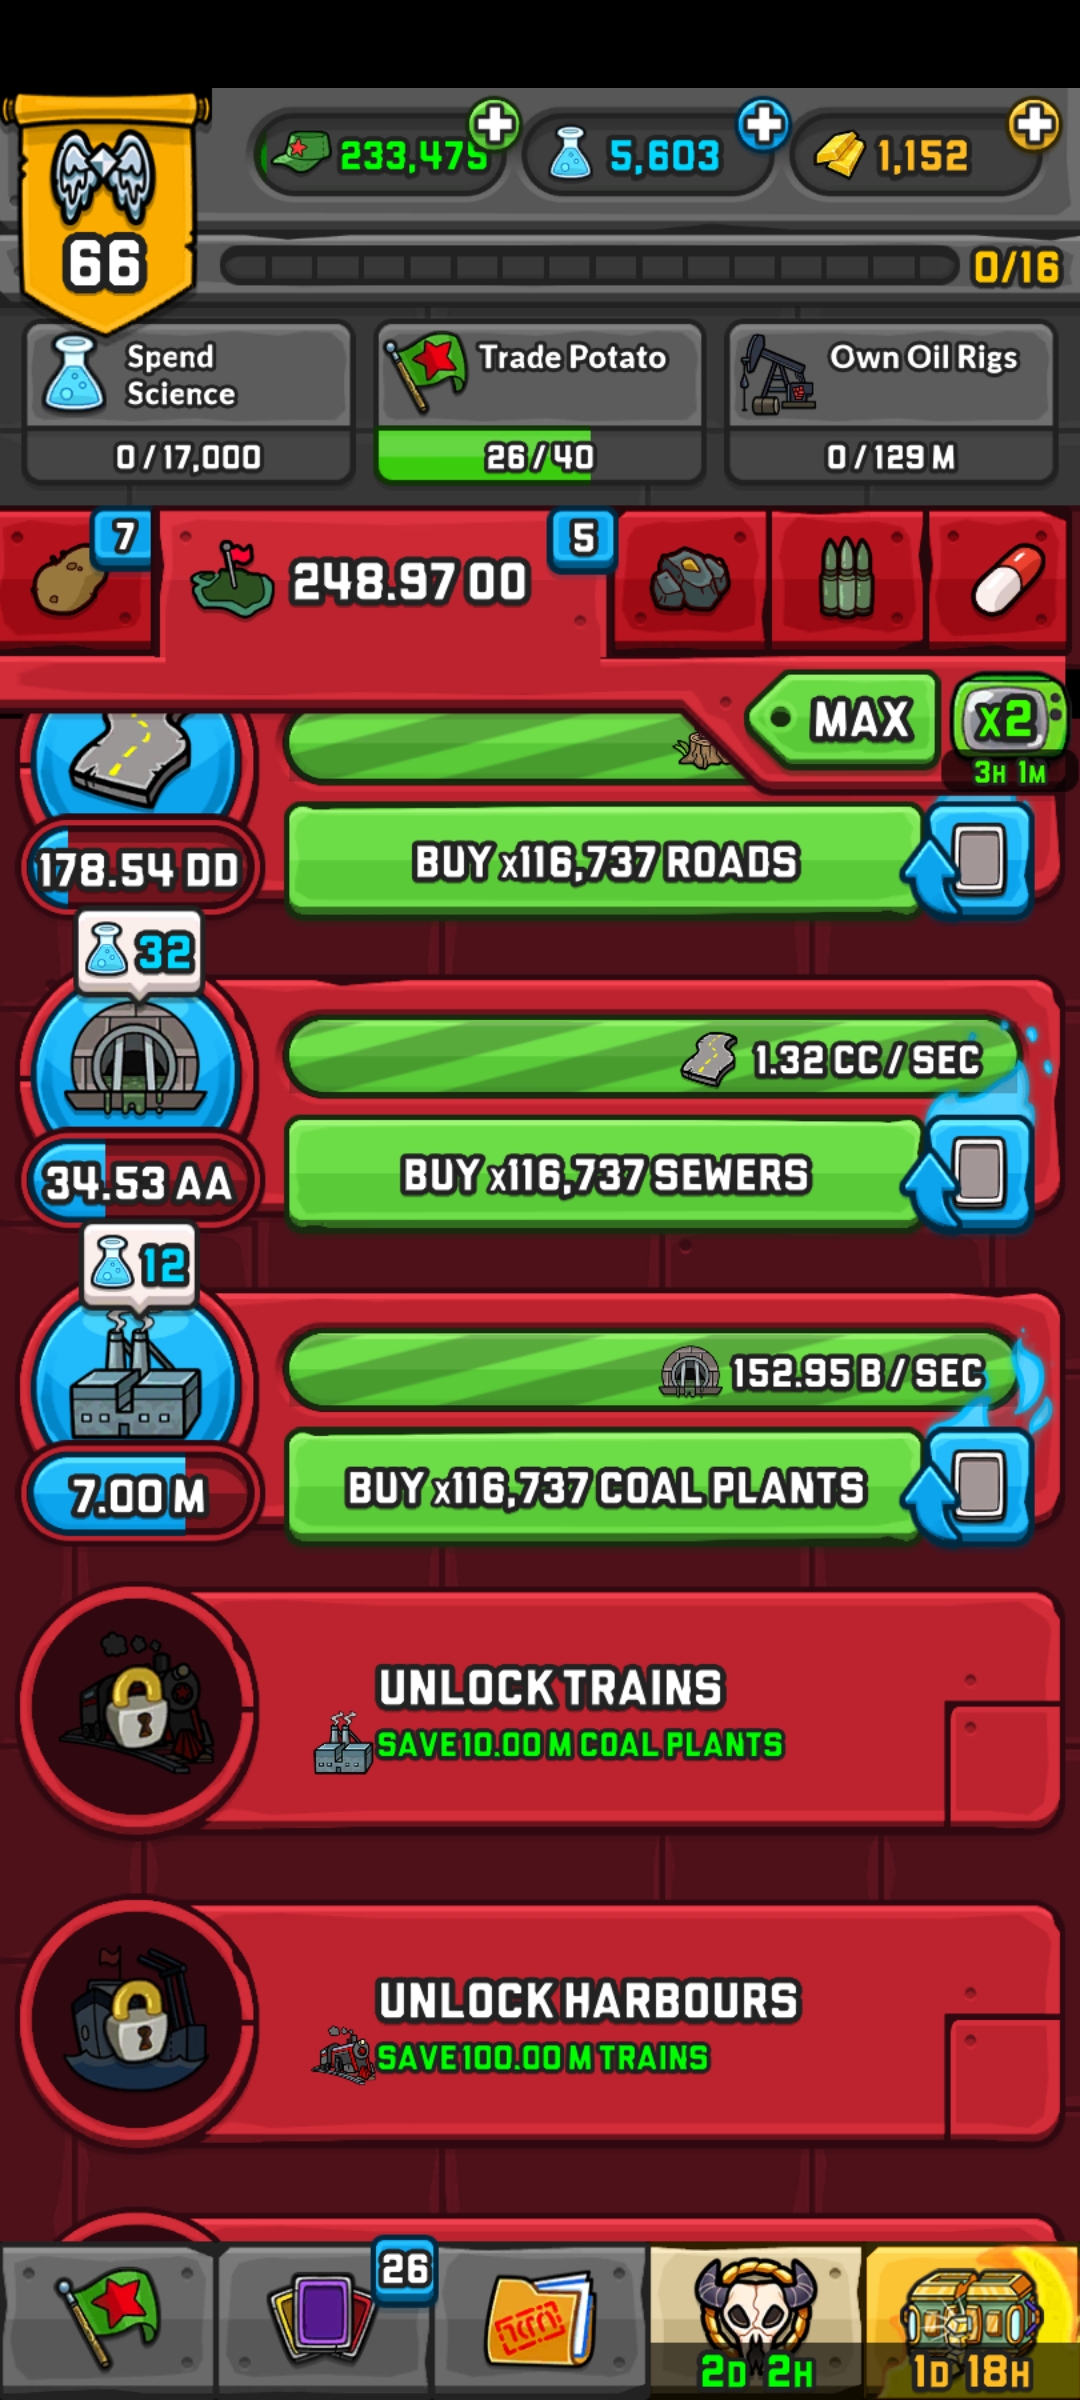 233,475
5,603
1,152
66
0/16
Spend
Science
0/17,000
Trade Potato
26/40
Own Oil Rigs
0/129 M
7
248.97 OO
5
MAX
x2
3H 1M
178.54 DD
BUY x116,737 ROADS
32
1.32 CC / SEC
34.53 AA
BUY x116,737 SEWERS
12
152.95 B / SEC
7.00 M
BUY x116,737 COAL PLANTS
UNLOCK TRAINS
SAVE 10.00 M COAL PLANTS
UNLOCK HARBOURS
SAVE 100.00 M TRAINS
26
2D 2H
1D 18H